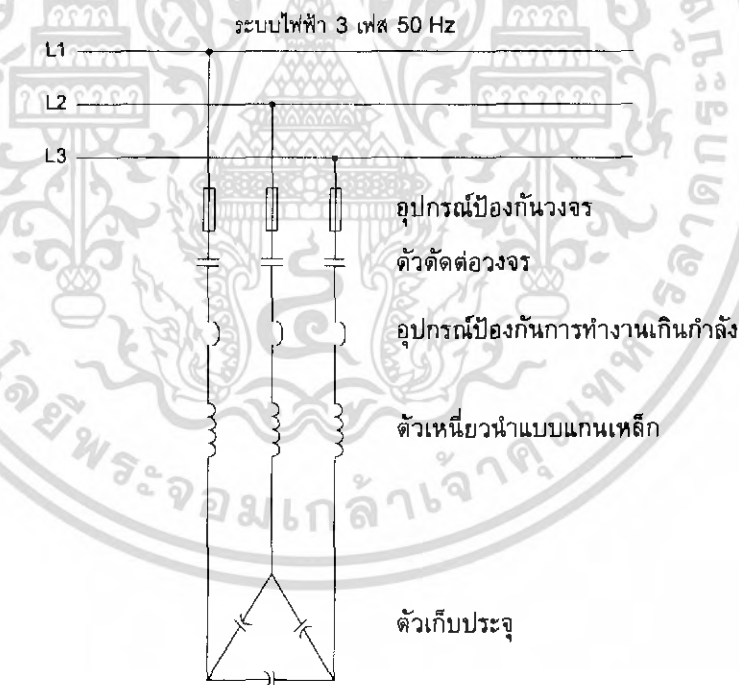 ระบบไฟฟ้า 3 เฟส 50 Hz
L1
L2
L3
อุปกรณ์ป้องกันวงจร
ตัวตัดต่อวงจร
อุปกรณ์ป้องกันการทำงานเกินกำลัง
ตัวเหนี่ยวนำแบบแกนเหล็ก
ตัวเก็บประจุ